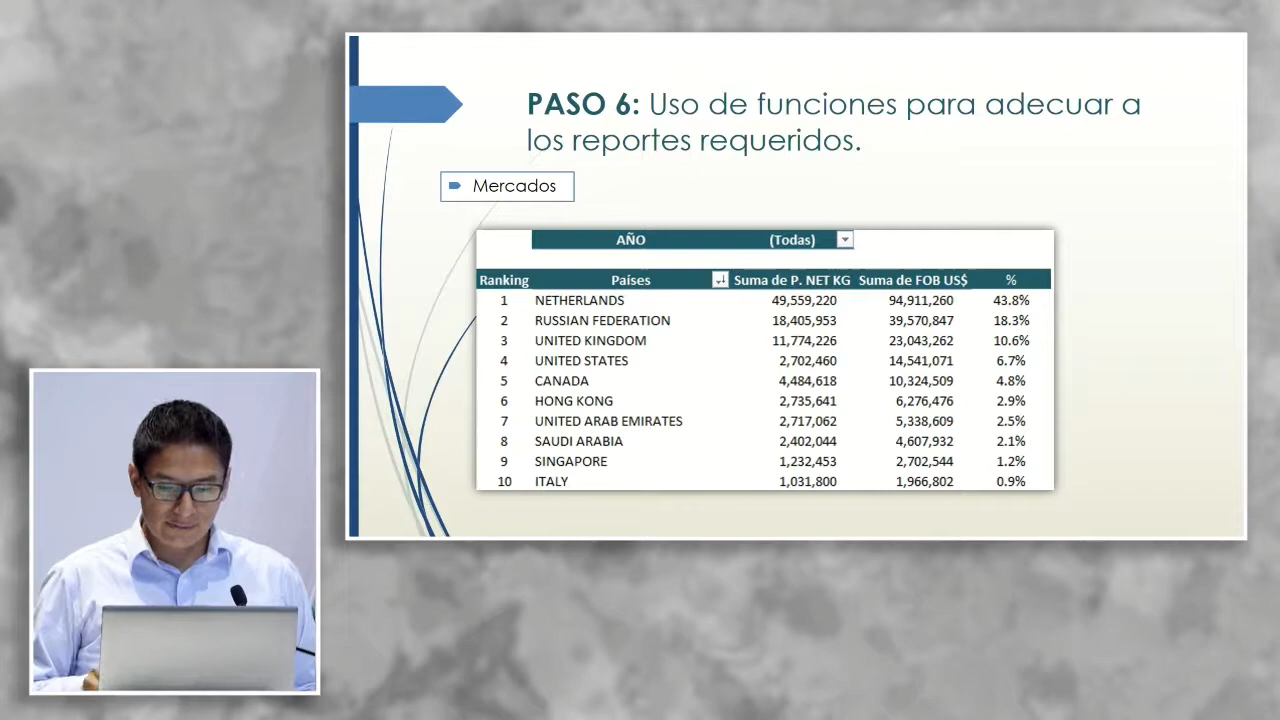 PASO 6: Uso de funciones para adecuar a
los reportes requeridos.
Mercados
AÑO (Todas)
Ranking Países Suma de P. NET KG Suma de FOB US$ %
1 NETHERLANDS 49,559,220 94,911,260 43.8%
2 RUSSIAN FEDERATION 18,405,953 39,570,847 18.3%
3 UNITED KINGDOM 11,774,226 23,043,262 10.6%
4 UNITED STATES 2,702,460 14,541,071 6.7%
5 CANADA 4,484,618 10,324,509 4.8%
6 HONG KONG 2,735,641 6,276,476 2.9%
7 UNITED ARAB EMIRATES 2,717,062 5,338,609 2.5%
8 SAUDI ARABIA 2,402,044 4,607,932 2.1%
9 SINGAPORE 1,232,453 2,702,544 1.2%
10 ITALY 1,031,800 1,966,802 0.9%